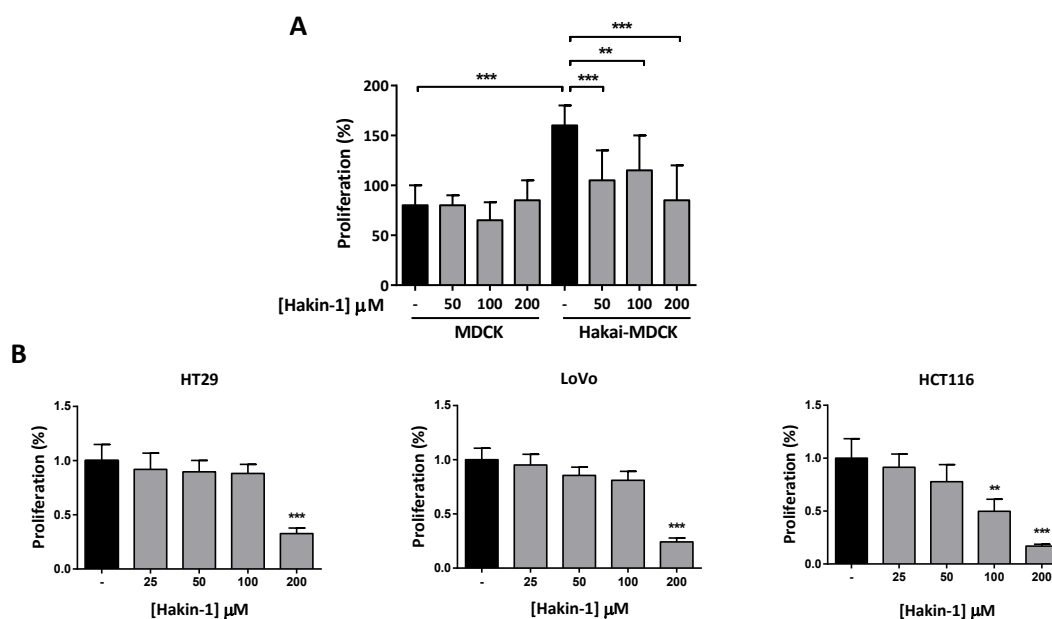 A
***
**
*** ***
200
150
100
50
0
Proliferation (%)
[Hakin-1] μM - 50 100 200 - 50 100 200
MDCK Hakai-MDCK
B
HT29
1.5
1.0
0.5
0.0
Proliferation (%)
***
- 25 50 100 200
[Hakin-1] μM
LoVo
1.5
1.0
0.5
0.0
Proliferation (%)
***
- 25 50 100 200
[Hakin-1] μM
HCT116
1.5
1.0
0.5
0.0
Proliferation (%)
**
***
- 25 50 100 200
[Hakin-1] μM